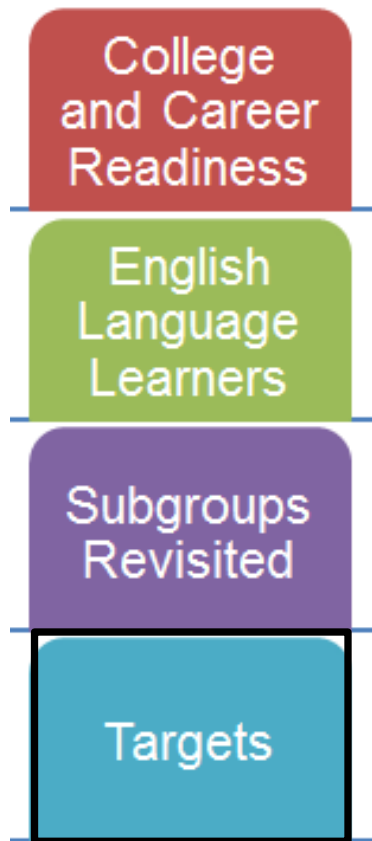 College
and Career
Readiness
English
Language
Learners
Subgroups
Revisited
Targets